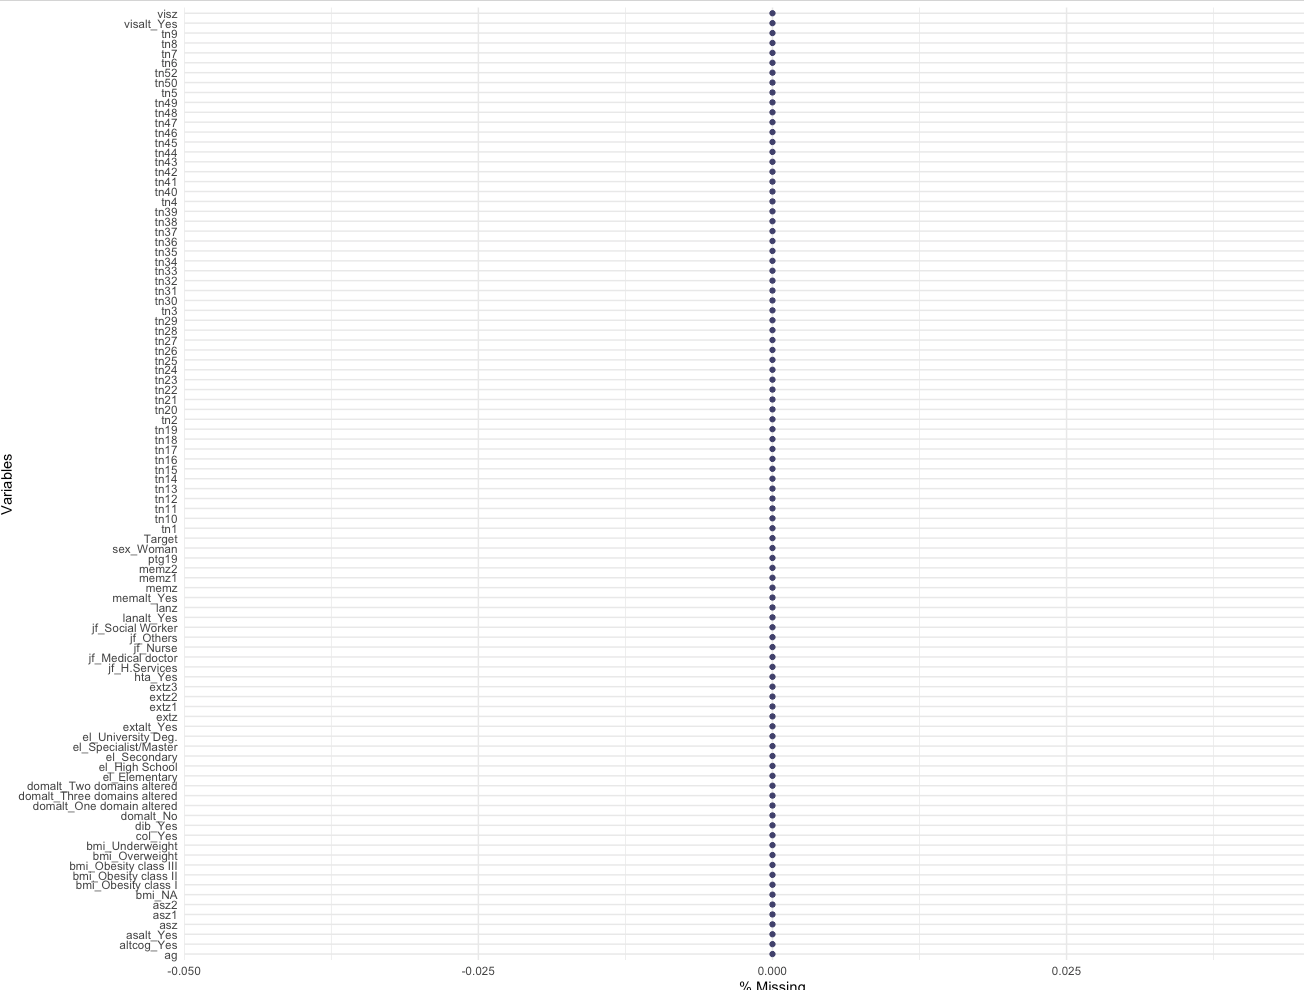 visz
visalt_Yes
tn9
tn8
tn7
tn6
tn52
tn50
tn5
tn49
tn48
tn47
tn46
tn45
tn44
tn43
tn42
tn41
tn40
tn4
tn39
tn38
tn37
tn36
tn35
tn34
tn33
tn32
tn31
tn30
tn3
tn29
tn28
tn27
tn26
tn25
tn24
tn23
tn22
tn21
tn20
tn2
tn19
tn18
tn17
tn16
tn15
tn14
tn13
tn12
tn11
tn10
tn1
Target
sex_Woman
ptg19
memz2
memz1
memz
memalt_Yes
lanz
lanalt_Yes
jf_Social Worker
jf_Others
jf_Nurse
jf_Medical doctor
jf_H.Services
hta_Yes
extz3
extz2
extz1
extz
extalt_Yes
el_University Deg.
el_Specialist/Master
el_Secondary
el_High School
el_Elementary
domalt_Two domains altered
domalt_Three domains altered
domalt_One domain altered
domalt_No
dib_Yes
col_Yes
bmi_Underweight
bmi_Overweight
bmi_Obesity class III
bmi_Obesity class II
bmi_Obesity class I
bmi_NA
asz2
asz1
asz
asalt_Yes
altcog_Yes
ag
Variables
-0.050 -0.025 0.000 0.025
% Missing